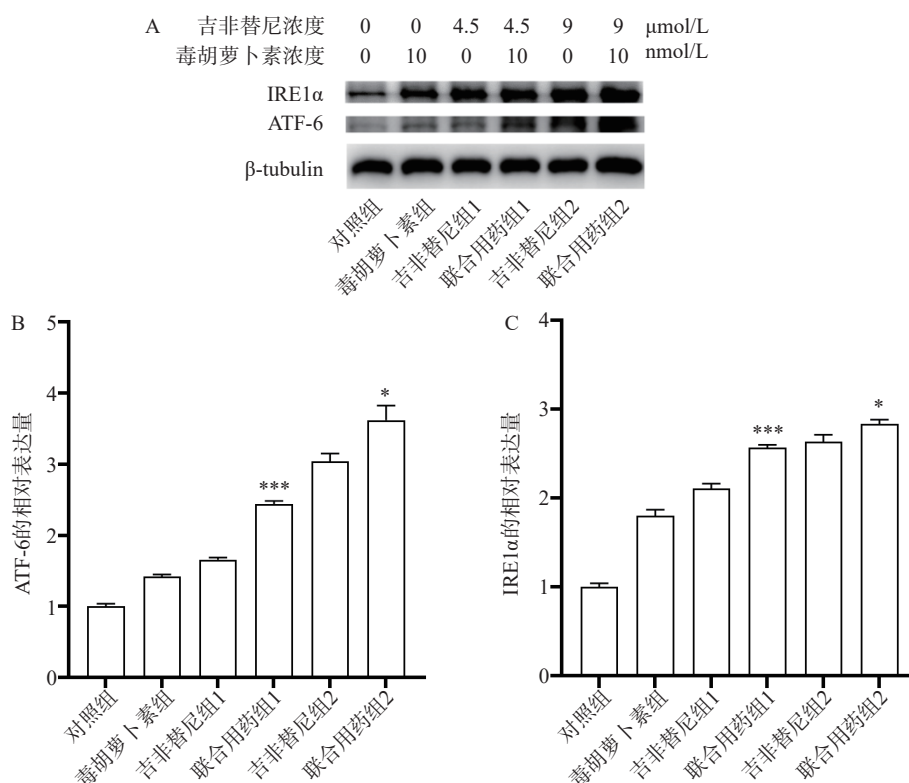 A 吉非替尼浓度 0 0 4.5 4.5 9 9 μmol/L
毒胡萝卜素浓度 0 10 0 10 0 10 nmol/L
IRE1α
ATF-6
β-tubulin
对照组
毒胡萝卜素组
吉非替尼组1
联合用药组1
吉非替尼组2
联合用药组2
B
ATF-6的相对表达量
5
4
3
2
1
0
***
*
对照组
毒胡萝卜素组
吉非替尼组1
联合用药组1
吉非替尼组2
联合用药组2
C
IRE1α的相对表达量
4
3
2
1
0
***
*
对照组
毒胡萝卜素组
吉非替尼组1
联合用药组1
吉非替尼组2
联合用药组2